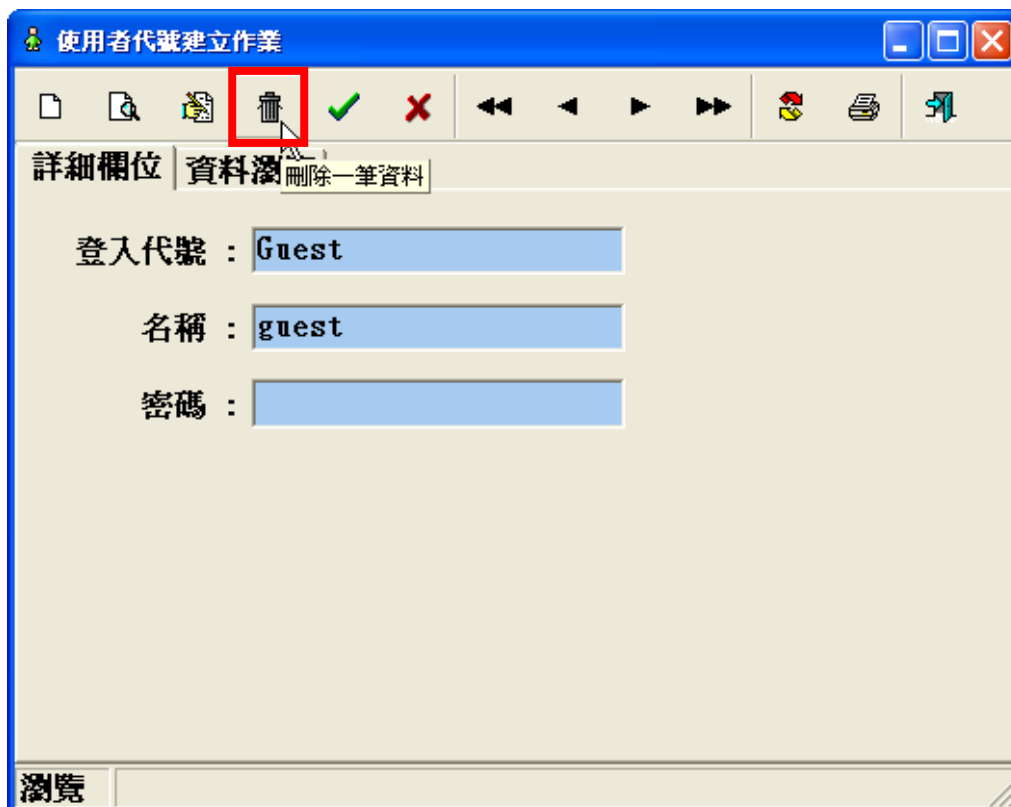 使用者代號建立作業
詳細欄位 資料瀏
刪除一筆資料
登入代號 : Guest
名稱 : guest
密碼 :
瀏覽